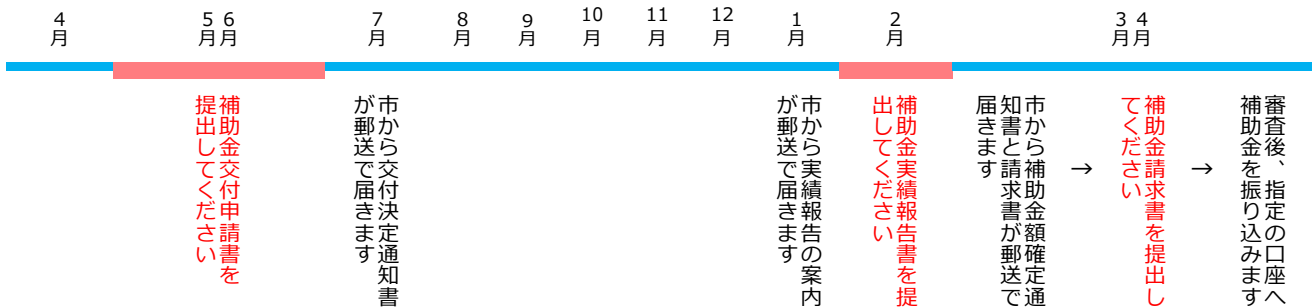 4月
5月
6月
7月
8月
9月
10月
11月
12月
1月
2月
3月
4月
補助金交付申請書を
提出してください
市から交付決定通知書
が郵送で届きます
市から実績報告の案内
が郵送で届きます
補助金実績報告書を提
出してください
市から補助金額確定通
知書と請求書が郵送で
届きます
→
補助金請求書を提出し
てください
→
審査後、指定の口座へ
補助金を振り込みます